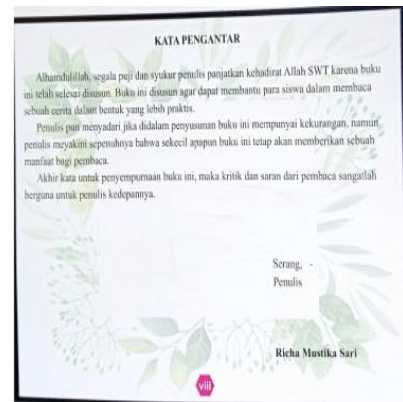 KATA PENGANTAR
Alhamdulillah, segala puji dan syukur penulis panjatkan kehadirat Allah SWT karena buku
ini telah selesai disusun. Buku ini disusun agar dapat membantu para siswa dalam membaca
sebuah cerita dalam bentuk yang lebih praktis.
Penulis pun menyadari jika didalam penyusunan buku ini mempunyai kekurangan, namun
penulis meyakini sepenuhnya bahwa sekecil apapun buku ini tetap akan memberikan sebuah
manfaat bagi pembaca.
Akhir kata untuk penyempurnaan buku ini, maka kritik dan saran dari pembaca sangatlah
berguna untuk penulis kedepannya.
Serang, -
Penulis
Richa Mustika Sari
viii